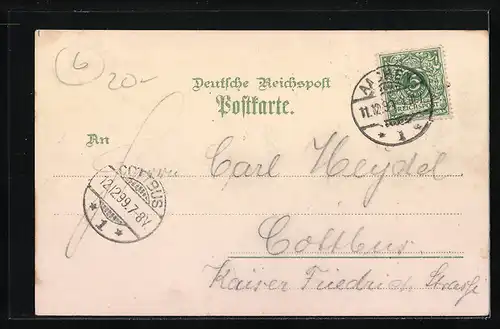 6
20-
Deutsche Reichspost
Postkarte.
11.12.99
* 1 *
An
Herrn Carl Heydel
COTTBUS
12.12.99.7-8V.
* 1 *
Cottbus.
Kaiser Friedrich Straße